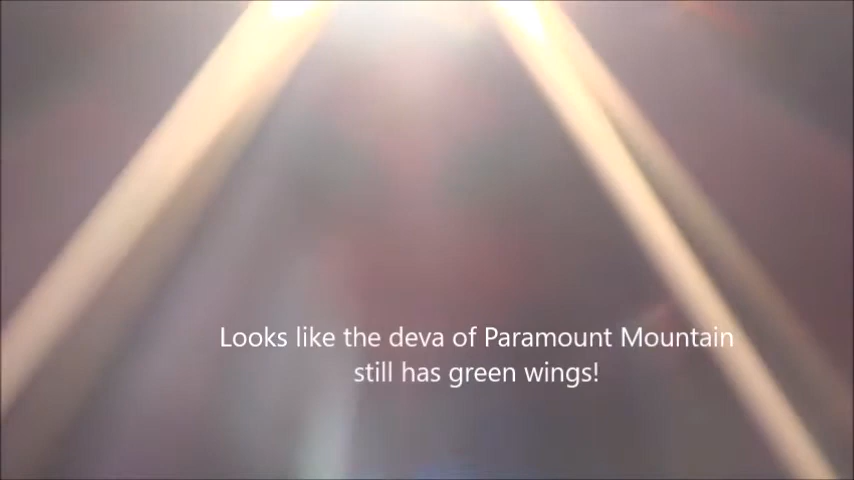 Looks like the deva of Paramount Mountain
still has green wings!